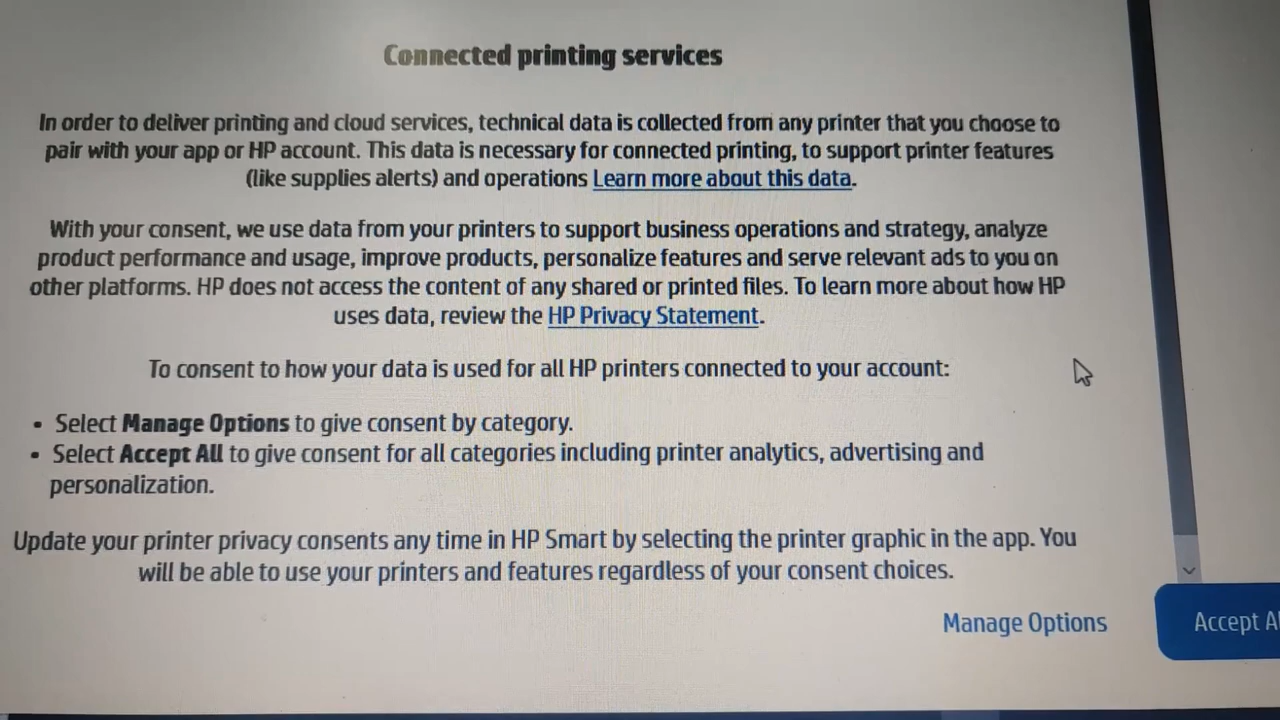 Connected printing services
In order to deliver printing and cloud services, technical data is collected from any printer that you choose to
pair with your app or HP account. This data is necessary for connected printing, to support printer features
(like supplies alerts) and operations Learn more about this data.
With your consent, we use data from your printers to support business operations and strategy, analyze
product performance and usage, improve products, personalize features and serve relevant ads to you on
other platforms. HP does not access the content of any shared or printed files. To learn more about how HP
uses data, review the HP Privacy Statement.
To consent to how your data is used for all HP printers connected to your account:
• Select Manage Options to give consent by category.
• Select Accept All to give consent for all categories including printer analytics, advertising and
personalization.
Update your printer privacy consents any time in HP Smart by selecting the printer graphic in the app. You
will be able to use your printers and features regardless of your consent choices.
Manage Options
Accept A